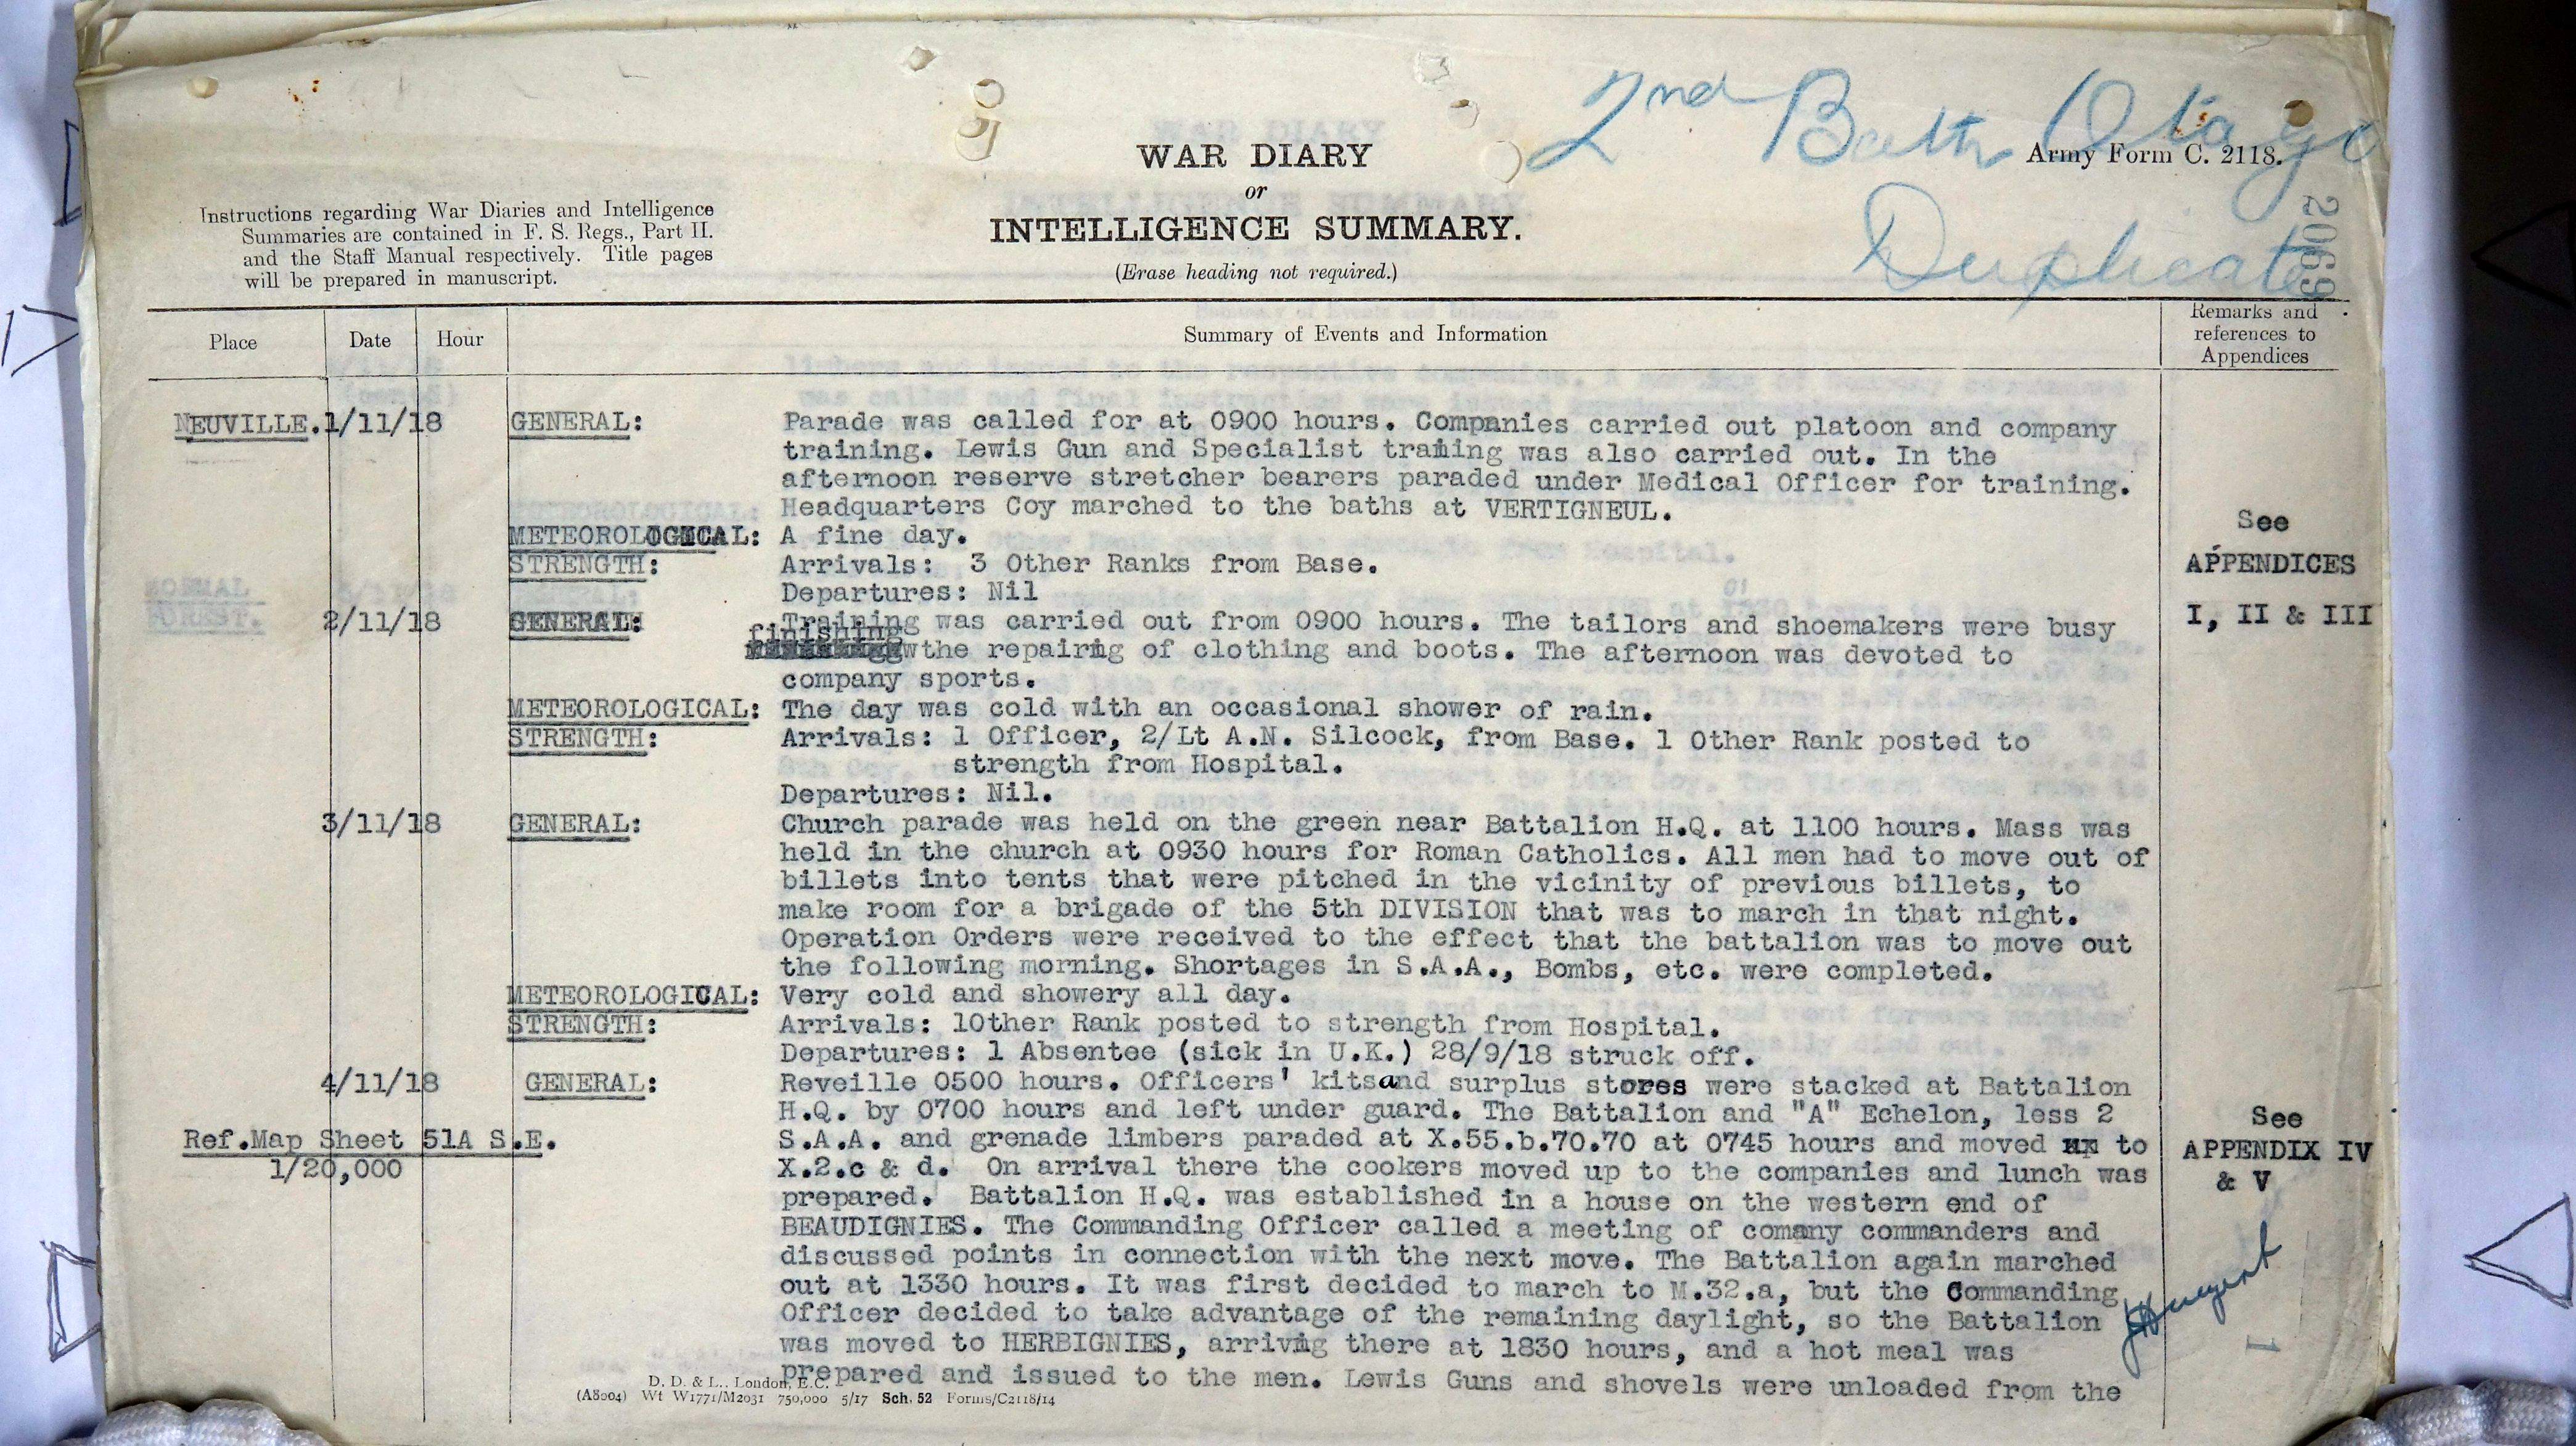 2nd Battn Otago
WAR DIARY
Army Form C. 2118.
or
INTELLIGENCE SUMMARY.
(Erase heading not required.)
Duplicate
2069
Instructions regarding War Diaries and Intelligence
Summaries are contained in F. S. Regs., Part II.
and the Staff Manual respectively. Title pages
will be prepared in manuscript.
Place Date Hour Summary of Events and Information Remarks and
references to
Appendices
NEUVILLE. 1/11/18 GENERAL: Parade was called for at 0900 hours. Companies carried out platoon and company
training. Lewis Gun and Specialist training was also carried out. In the
afternoon reserve stretcher bearers paraded under Medical Officer for training.
Headquarters Coy marched to the baths at VERTIGNEUL.
METEOROLOGICAL: A fine day.
STRENGTH: Arrivals: 3 Other Ranks from Base.
Departures: Nil
See
APPENDICES
I, II & III
2/11/18 GENERAL: Training was carried out from 0900 hours. The tailors and shoemakers were busy
finishing
the repairing of clothing and boots. The afternoon was devoted to
company sports.
METEOROLOGICAL: The day was cold with an occasional shower of rain.
STRENGTH: Arrivals: 1 Officer, 2/Lt A.N. Silcock, from Base. 1 Other Rank posted to
strength from Hospital.
Departures: Nil.
3/11/18 GENERAL: Church parade was held on the green near Battalion H.Q. at 1100 hours. Mass was
held in the church at 0930 hours for Roman Catholics. All men had to move out of
billets into tents that were pitched in the vicinity of previous billets, to
make room for a brigade of the 5th DIVISION that was to march in that night.
Operation Orders were received to the effect that the battalion was to move out
the following morning. Shortages in S.A.A., Bombs, etc. were completed.
METEOROLOGICAL: Very cold and showery all day.
STRENGTH: Arrivals: 1Other Rank posted to strength from Hospital.
Departures: 1 Absentee (sick in U.K.) 28/9/18 struck off.
4/11/18 GENERAL: Reveille 0500 hours. Officers' kitsand surplus stores were stacked at Battalion
H.Q. by 0700 hours and left under guard. The Battalion and "A" Echelon, less 2
Ref.Map Sheet 51A S.E. S.A.A. and grenade limbers paraded at X.55.b.70.70 at 0745 hours and moved up to
1/20,000 X.2.c & d. On arrival there the cookers moved up to the companies and lunch was
prepared. Battalion H.Q. was established in a house on the western end of
BEAUDIGNIES. The Commanding Officer called a meeting of comany commanders and
discussed points in connection with the next move. The Battalion again marched
out at 1330 hours. It was first decided to march to M.32.a, but the Commanding
Officer decided to take advantage of the remaining daylight, so the Battalion
was moved to HERBIGNIES, arriving there at 1830 hours, and a hot meal was
prepared and issued to the men. Lewis Guns and shovels were unloaded from the
See
APPENDIX IV
& V
1
D. D. & L., London, E.C.
(A8004) Wt W1771/M2031 750,000 5/17 Sch. 52 Forms/C2118/14